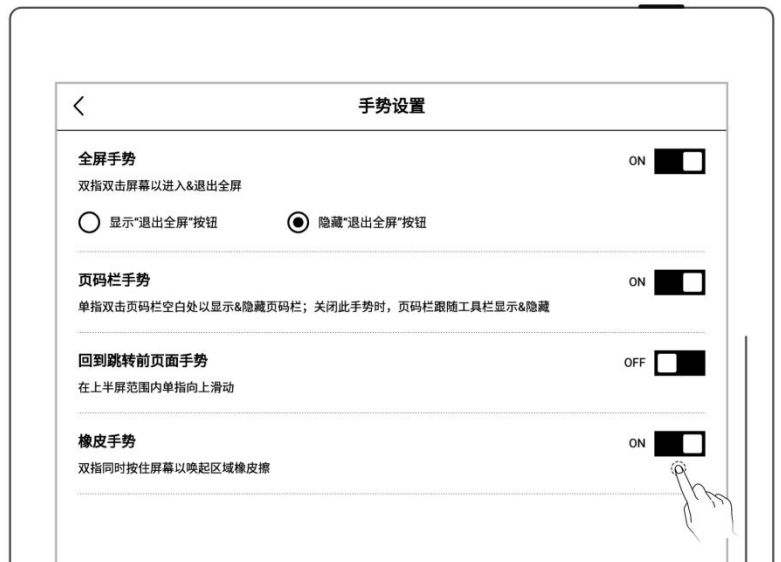 手势设置
全屏手势
ON
双指双击屏幕以进入&退出全屏
显示“退出全屏”按钮 隐藏“退出全屏”按钮
页码栏手势
ON
单指双击页码栏空白处以显示&隐藏页码栏；关闭此手势时，页码栏跟随工具栏显示&隐藏
回到跳转前页面手势
OFF
在上半屏范围内单指向上滑动
橡皮手势
ON
双指同时按住屏幕以唤起区域橡皮擦